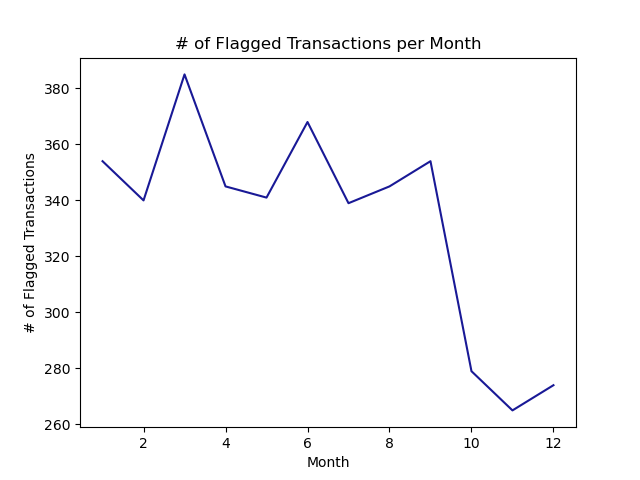 # of Flagged Transactions per Month
# of Flagged Transactions
380
360
340
320
300
280
260
2 4 6 8 10 12
Month